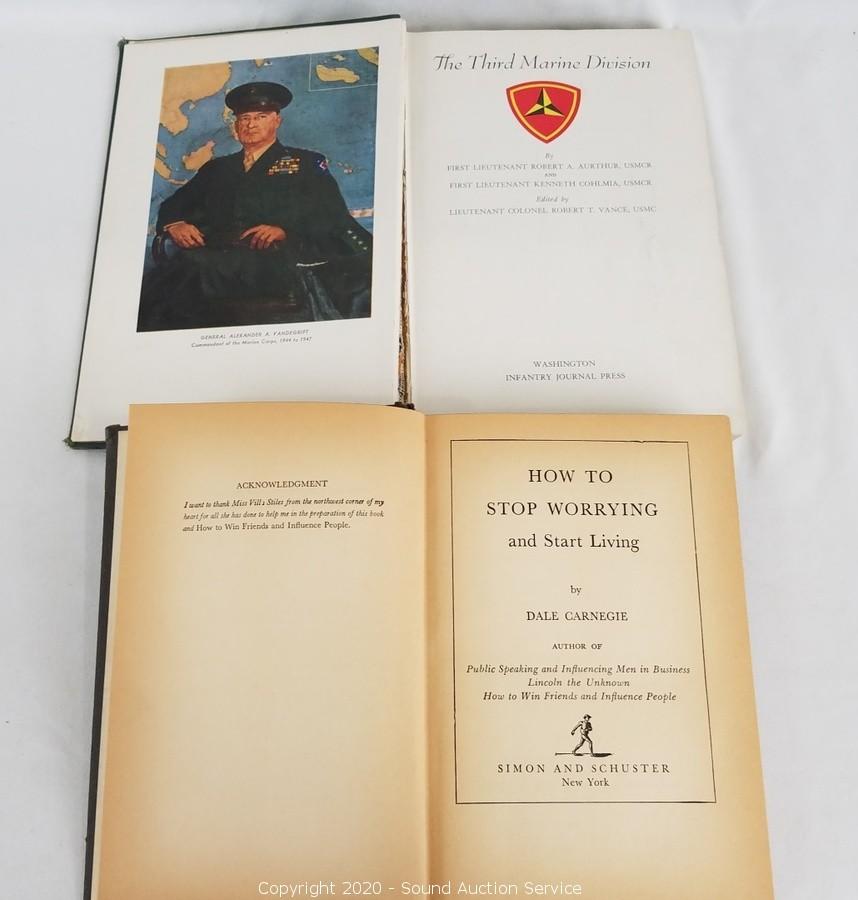 The Third Marine Division
By
FIRST LIEUTENANT ROBERT A. AURTHUR, USMCR
AND
FIRST LIEUTENANT KENNETH COHLMIA, USMCR
Edited by
LIEUTENANT COLONEL ROBERT T. VANCE, USMC
WASHINGTON
INFANTRY JOURNAL PRESS
GENERAL ALEXANDER A. VANDEGRIFT
Commandant of the Marine Corps, 1944 to 1947
ACKNOWLEDGMENT
I want to thank Miss Villa Stiles from the northwest corner of my
heart for all she has done to help me in the preparation of this book
and How to Win Friends and Influence People.
HOW TO
STOP WORRYING
and Start Living
by
DALE CARNEGIE
AUTHOR OF
Public Speaking and Influencing Men in Business
Lincoln the Unknown
How to Win Friends and Influence People
SIMON AND SCHUSTER
New York
Copyright 2020 - Sound Auction Service